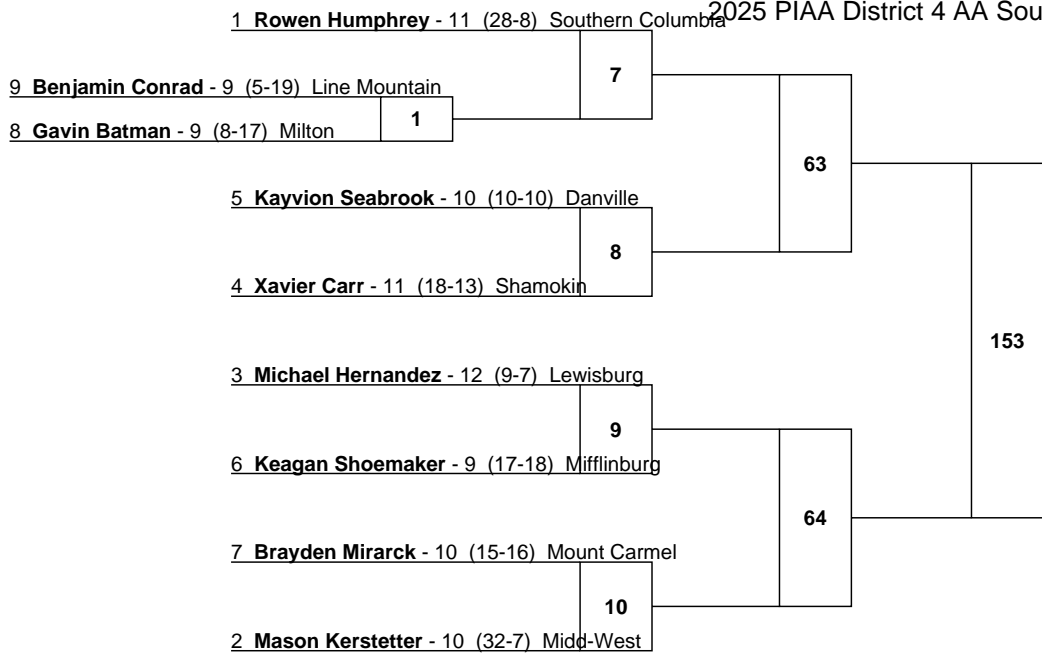 2025 PIAA District 4 AA Sou
1 Rowen Humphrey - 11 (28-8) Southern Columbia
7
9 Benjamin Conrad - 9 (5-19) Line Mountain
1
8 Gavin Batman - 9 (8-17) Milton
63
5 Kayvion Seabrook - 10 (10-10) Danville
8
4 Xavier Carr - 11 (18-13) Shamokin
153
3 Michael Hernandez - 12 (9-7) Lewisburg
9
6 Keagan Shoemaker - 9 (17-18) Mifflinburg
64
7 Brayden Mirarck - 10 (15-16) Mount Carmel
10
2 Mason Kerstetter - 10 (32-7) Midd-West